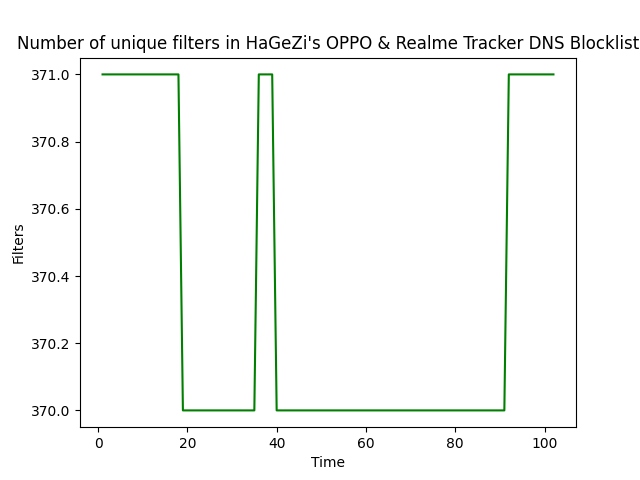 Number of unique filters in HaGeZi's OPPO & Realme Tracker DNS Blocklist
371.0
370.8
370.6
370.4
370.2
370.0
Filters
0 20 40 60 80 100
Time